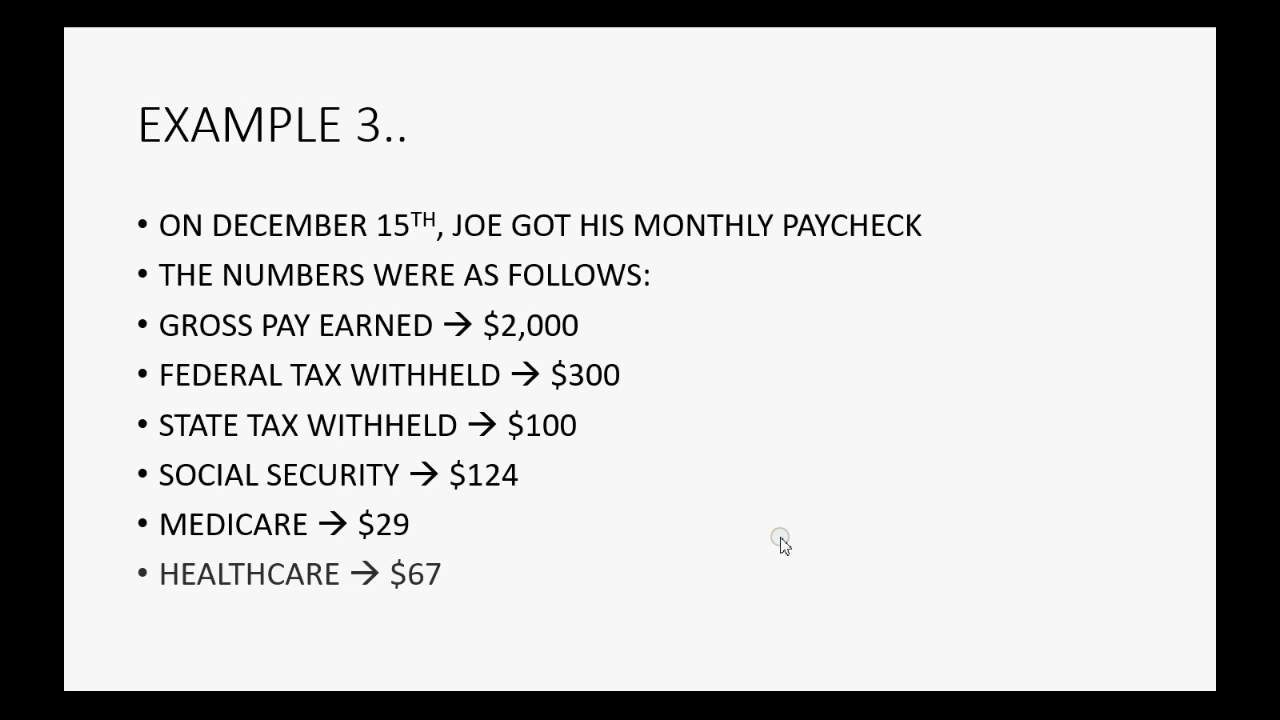 EXAMPLE 3..
• ON DECEMBER 15TH, JOE GOT HIS MONTHLY PAYCHECK
• THE NUMBERS WERE AS FOLLOWS:
• GROSS PAY EARNED → $2,000
• FEDERAL TAX WITHHELD → $300
• STATE TAX WITHHELD → $100
• SOCIAL SECURITY → $124
• MEDICARE → $29
• HEALTHCARE → $67